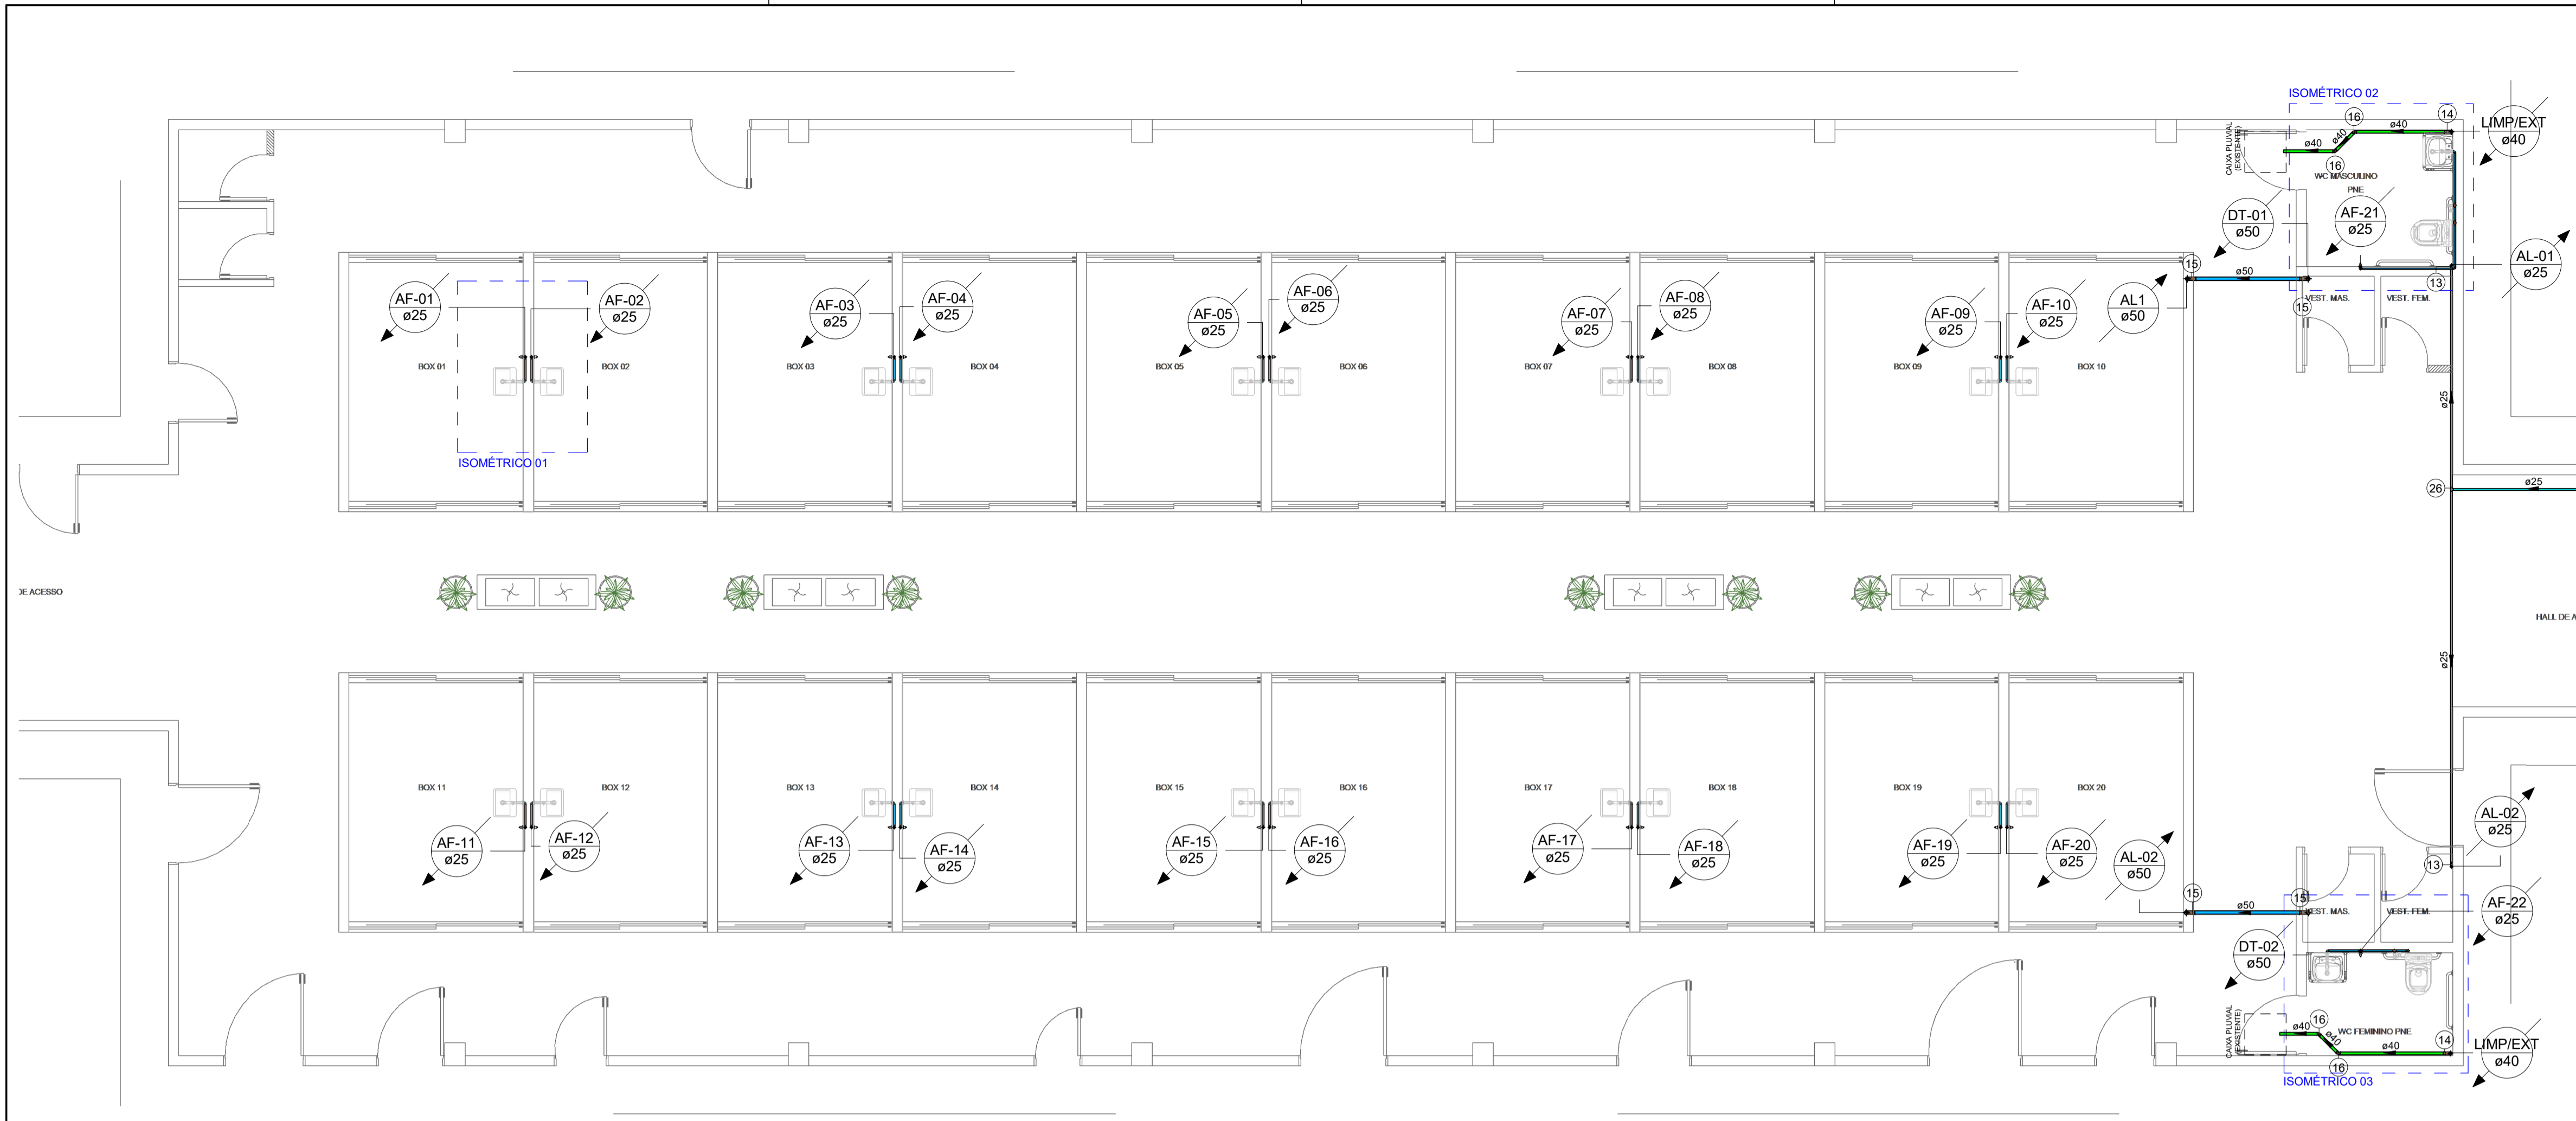 ISOMÉTRICO 02
LIMP/EXT
ø40
14
16
ø40
ø40
ø40
16
CAIXA PLUVIAL
(EXISTENTE)
WC MASCULINO
PNE
AF-21
ø25
DT-01
ø50
AL-01
ø25
15
ø50
13
15
VEST. MAS.
VEST. FEM.
AF-01
ø25
AF-02
ø25
AF-03
ø25
AF-04
ø25
AF-05
ø25
AF-06
ø25
AF-07
ø25
AF-08
ø25
AF-09
ø25
AF-10
ø25
AL1
ø50
BOX 01
BOX 02
BOX 03
BOX 04
BOX 05
BOX 06
BOX 07
BOX 08
BOX 09
BOX 10
ISOMÉTRICO 01
ø25
26
ø25
DE ACESSO
HALL DE A
ø25
BOX 11
BOX 12
BOX 13
BOX 14
BOX 15
BOX 16
BOX 17
BOX 18
BOX 19
BOX 20
AF-11
ø25
AF-12
ø25
AF-13
ø25
AF-14
ø25
AF-15
ø25
AF-16
ø25
AF-17
ø25
AF-18
ø25
AF-19
ø25
AF-20
ø25
AL-02
ø50
AL-02
ø25
13
15
ø50
15
VEST. MAS.
VEST. FEM.
AF-22
ø25
DT-02
ø50
CAIXA PLUVIAL
(EXISTENTE)
16
ø40
ø40
WC FEMININO PNE
ø40
14
16
LIMP/EXT
ø40
ISOMÉTRICO 03